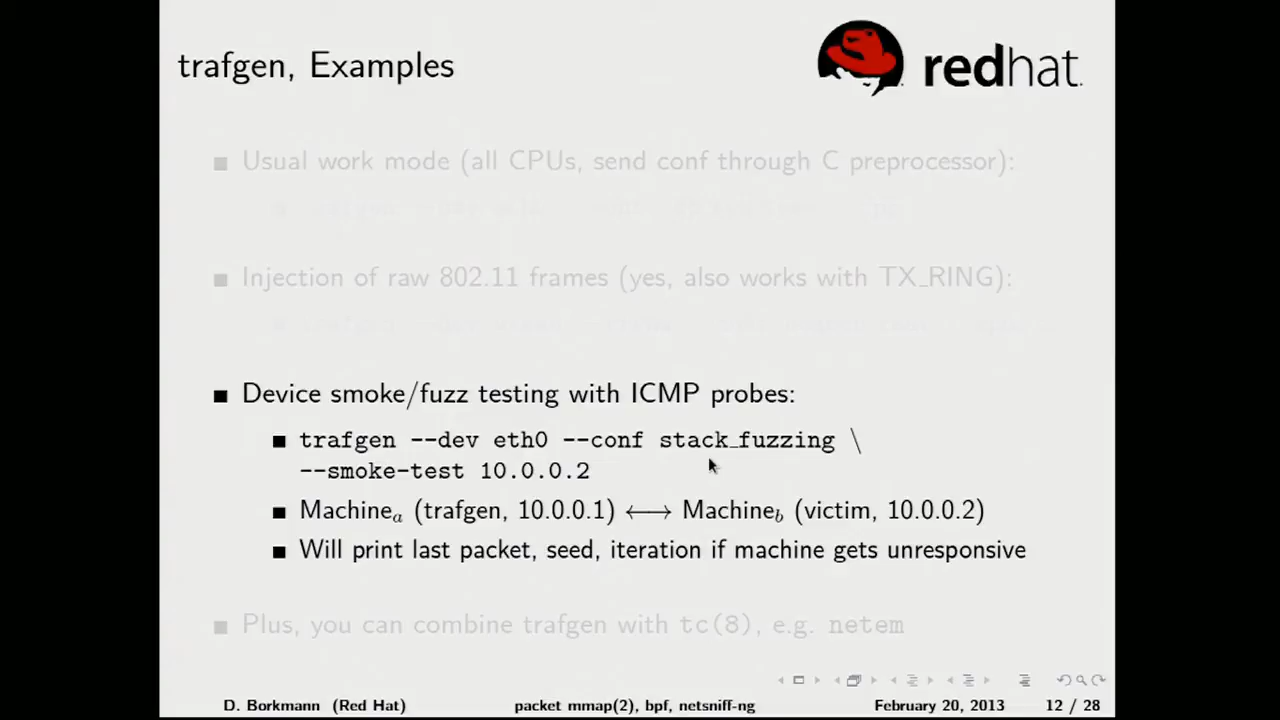 trafgen, Examples
redhat.
Usual work mode (all CPUs, send conf through C preprocessor):
Injection of raw 802.11 frames (yes, also works with TX_RING):
Device smoke/fuzz testing with ICMP probes:
trafgen --dev eth0 --conf stack_fuzzing \
--smoke-test 10.0.0.2
Machinea (trafgen, 10.0.0.1) ⟷ Machineb (victim, 10.0.0.2)
Will print last packet, seed, iteration if machine gets unresponsive
Plus, you can combine trafgen with tc(8), e.g. netem
D. Borkmann (Red Hat) packet mmap(2), bpf, netsniff-ng February 20, 2013 12 / 28